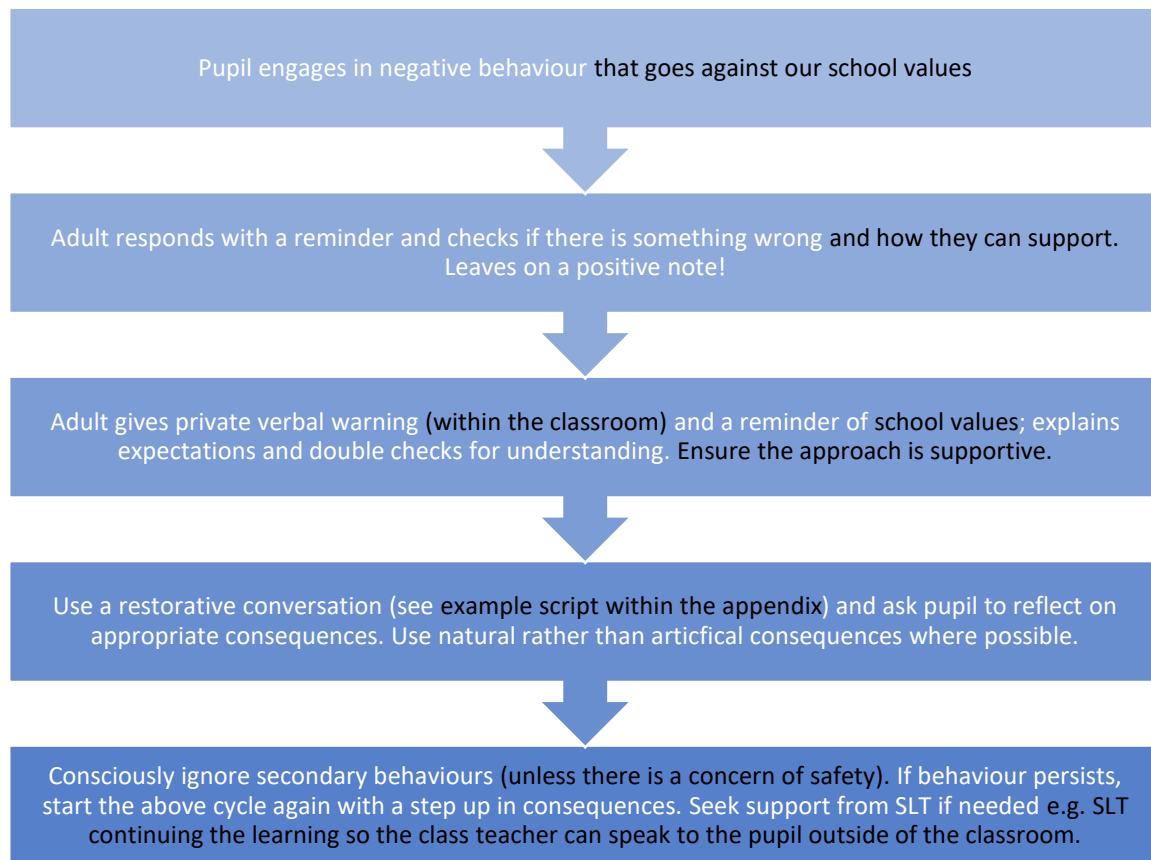 Pupil engages in negative behaviour that goes against our school values
Adult responds with a reminder and checks if there is something wrong and how they can support.
Leaves on a positive note!
Adult gives private verbal warning (within the classroom) and a reminder of school values; explains
expectations and double checks for understanding. Ensure the approach is supportive.
Use a restorative conversation (see example script within the appendix) and ask pupil to reflect on
appropriate consequences. Use natural rather than articfical consequences where possible.
Consciously ignore secondary behaviours (unless there is a concern of safety). If behaviour persists,
start the above cycle again with a step up in consequences. Seek support from SLT if needed e.g. SLT
continuing the learning so the class teacher can speak to the pupil outside of the classroom.